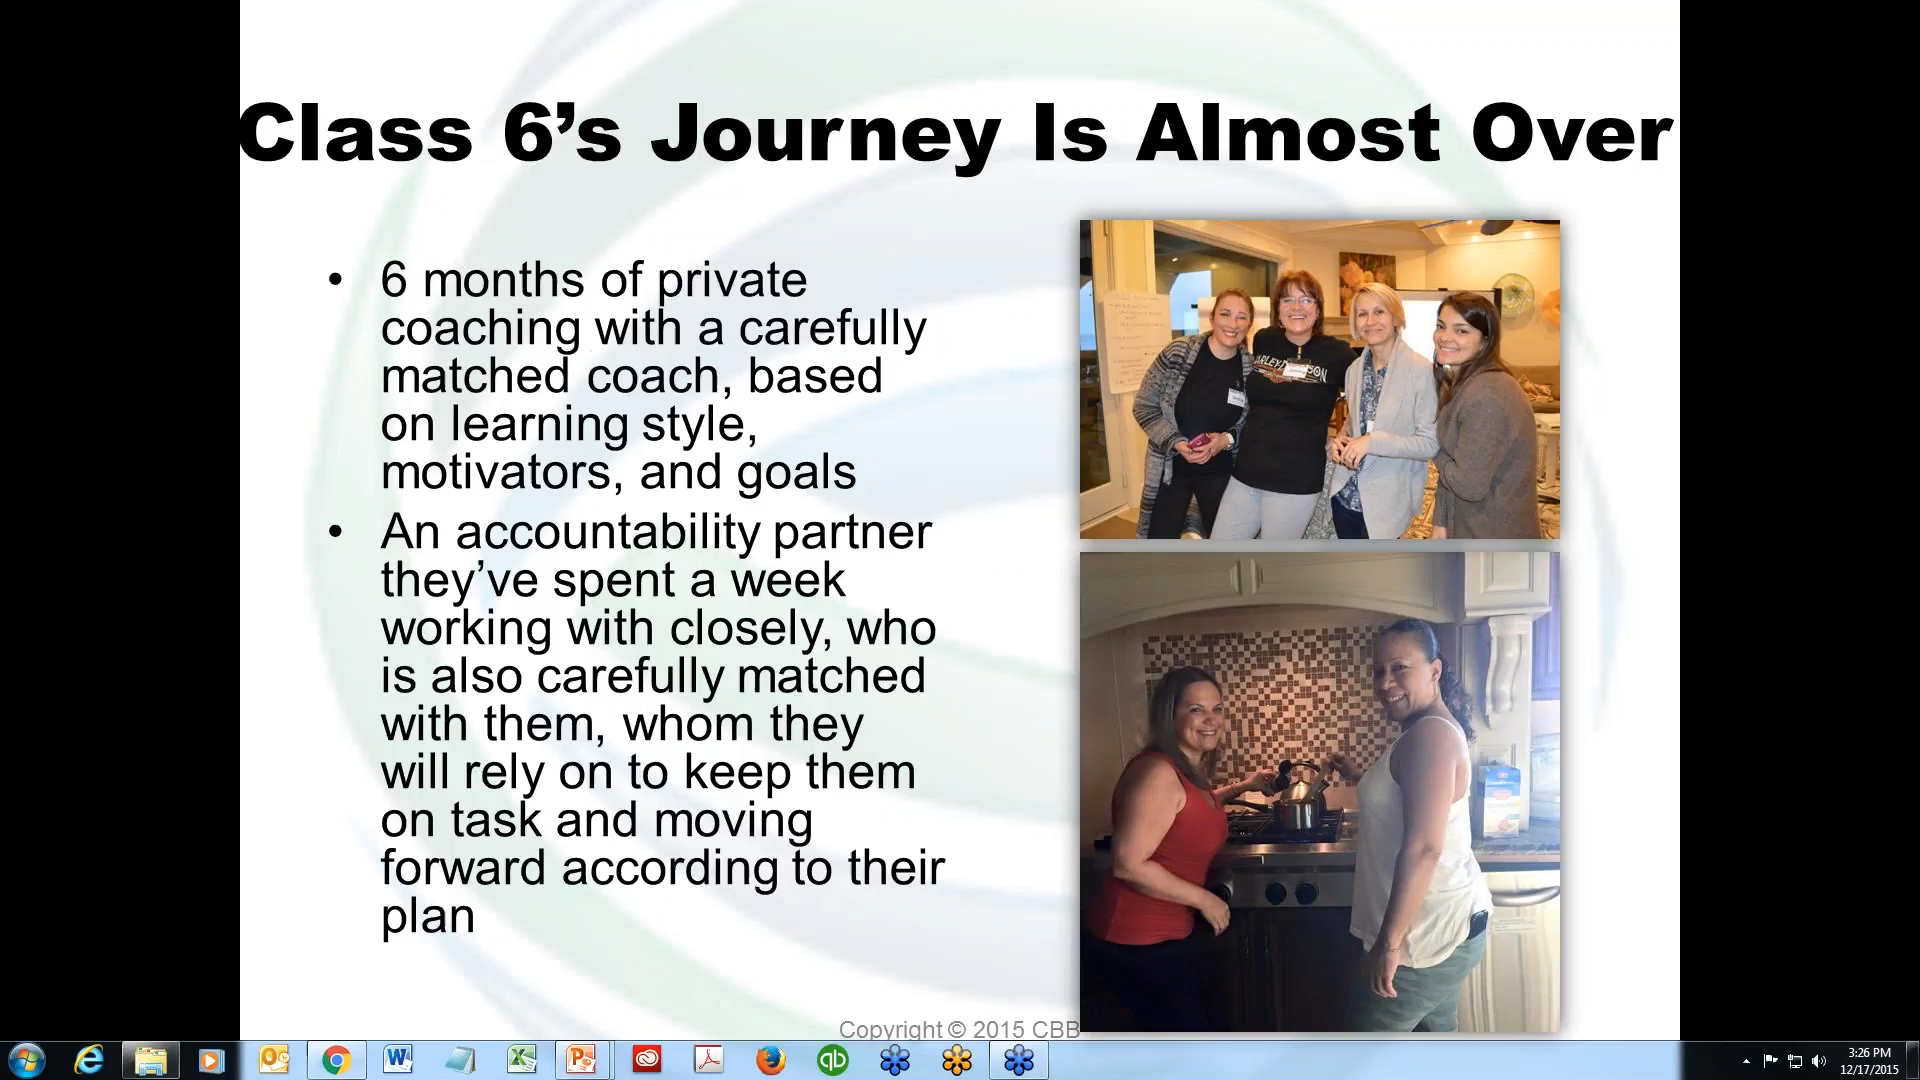 Class 6’s Journey Is Almost Over
• 6 months of private
coaching with a carefully
matched coach, based
on learning style,
motivators, and goals
• An accountability partner
they’ve spent a week
working with closely, who
is also carefully matched
with them, whom they
will rely on to keep them
on task and moving
forward according to their
plan
Copyright © 2015 CBB
3:26 PM
12/17/2015